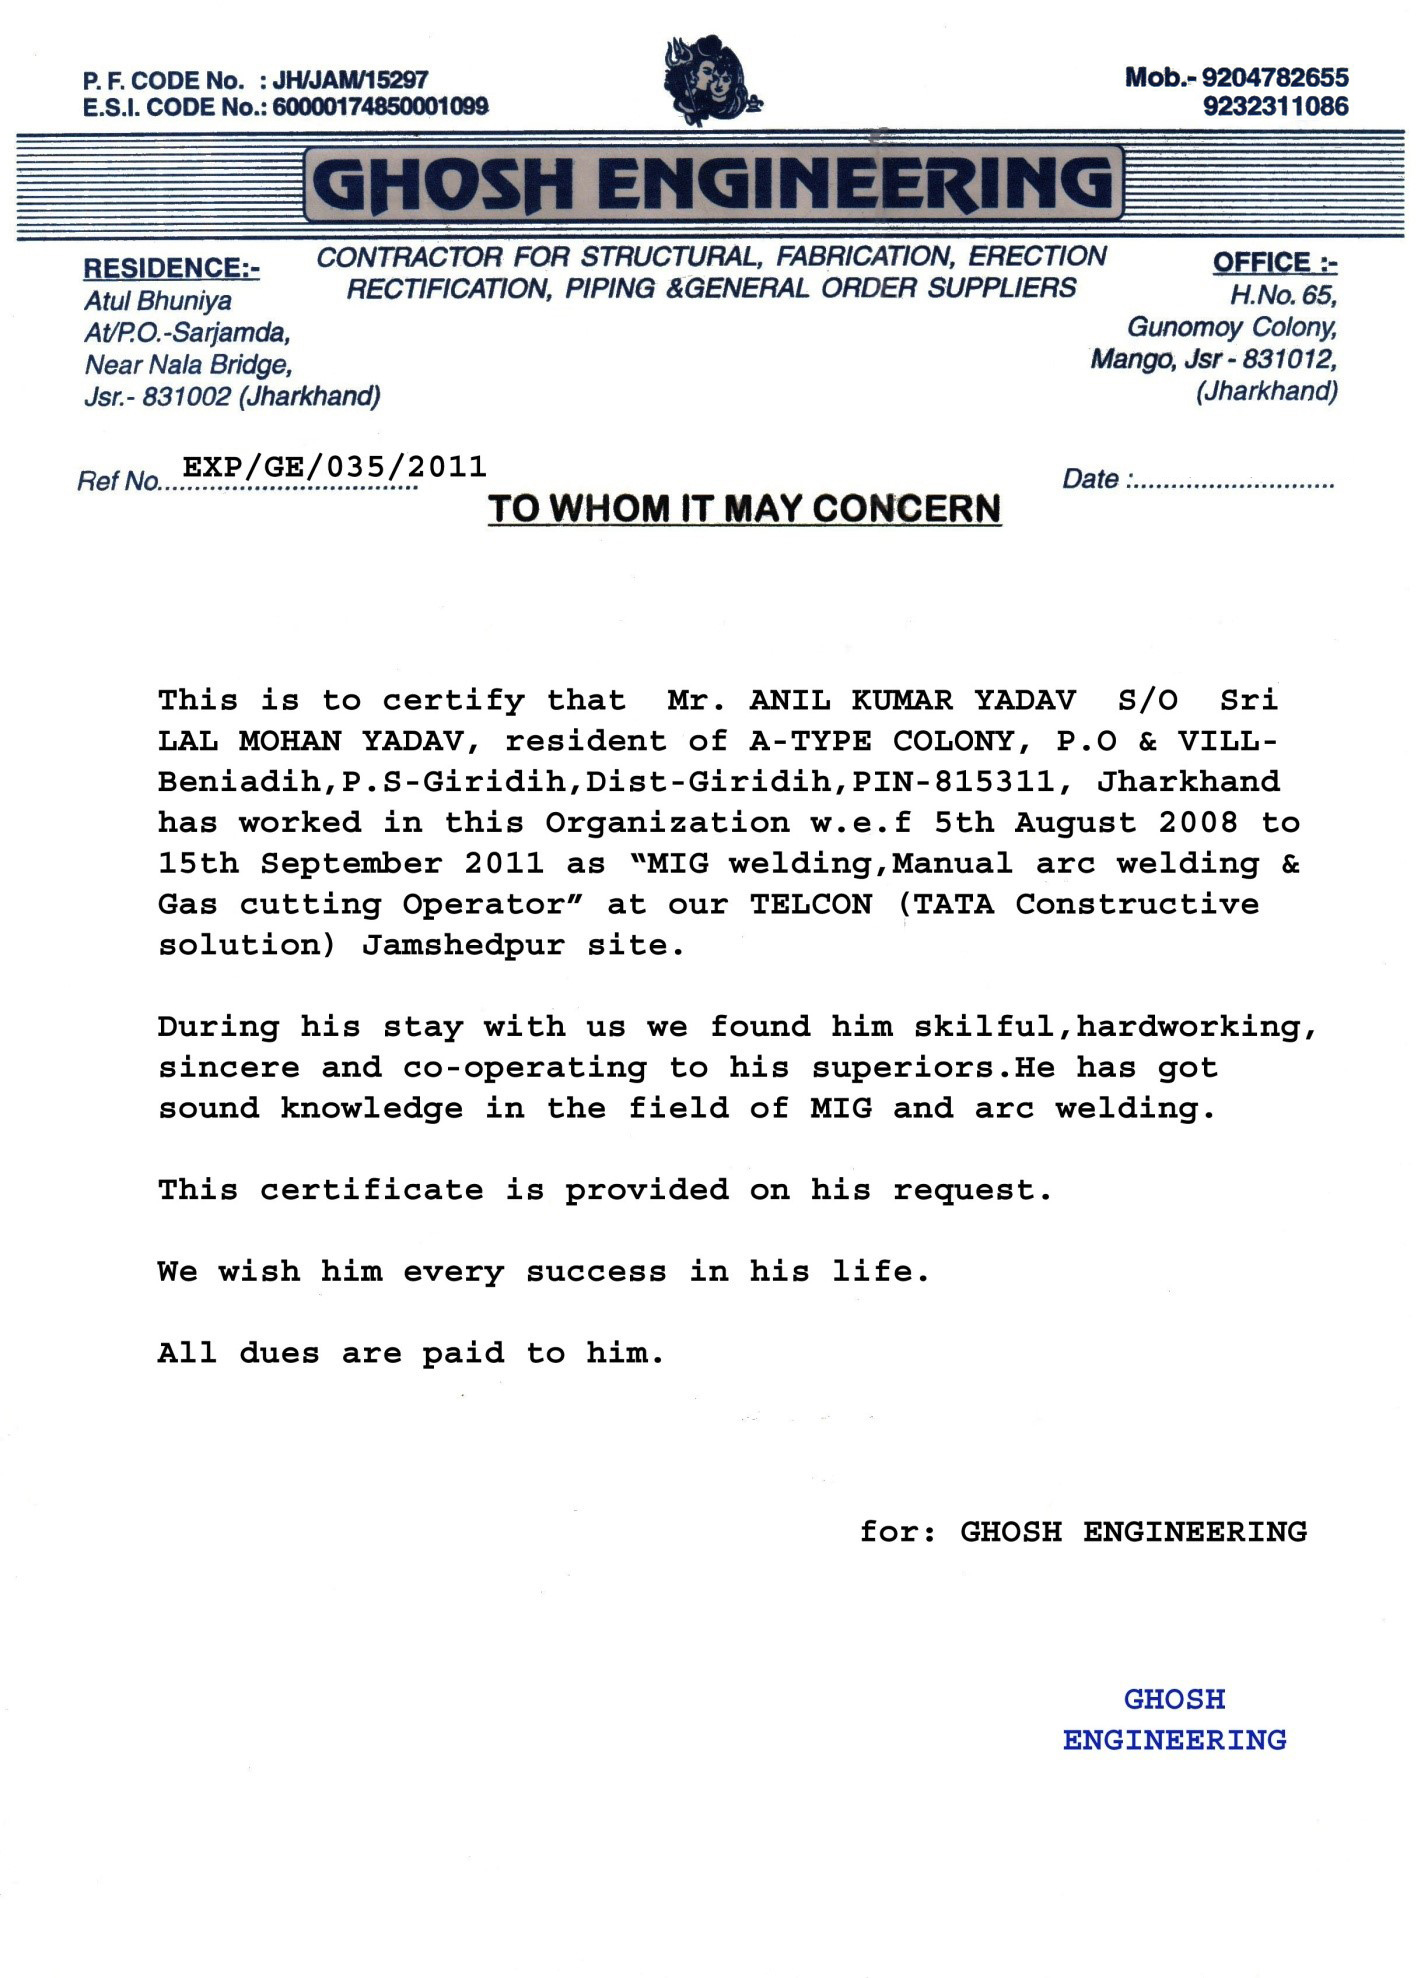 P. F. CODE No. : JH/JAM/15297
E.S.I. CODE No.: 60000174850001099
Mob.- 9204782655
9232311086
GHOSH ENGINEERING
CONTRACTOR FOR STRUCTURAL, FABRICATION, ERECTION
RECTIFICATION, PIPING &GENERAL ORDER SUPPLIERS
RESIDENCE:-
Atul Bhuniya
At/P.O.-Sarjamda,
Near Nala Bridge,
Jsr.- 831002 (Jharkhand)
OFFICE :-
H.No. 65,
Gunomoy Colony,
Mango, Jsr - 831012,
(Jharkhand)
Ref No. EXP/GE/035/2011
Date :..........................
TO WHOM IT MAY CONCERN
This is to certify that Mr. ANIL KUMAR YADAV S/O Sri
LAL MOHAN YADAV, resident of A-TYPE COLONY, P.O & VILL-
Beniadih,P.S-Giridih,Dist-Giridih,PIN-815311, Jharkhand
has worked in this Organization w.e.f 5th August 2008 to
15th September 2011 as “MIG welding,Manual arc welding &
Gas cutting Operator” at our TELCON (TATA Constructive
solution) Jamshedpur site.
During his stay with us we found him skilful,hardworking,
sincere and co-operating to his superiors.He has got
sound knowledge in the field of MIG and arc welding.
This certificate is provided on his request.
We wish him every success in his life.
All dues are paid to him.
for: GHOSH ENGINEERING
GHOSH
ENGINEERING